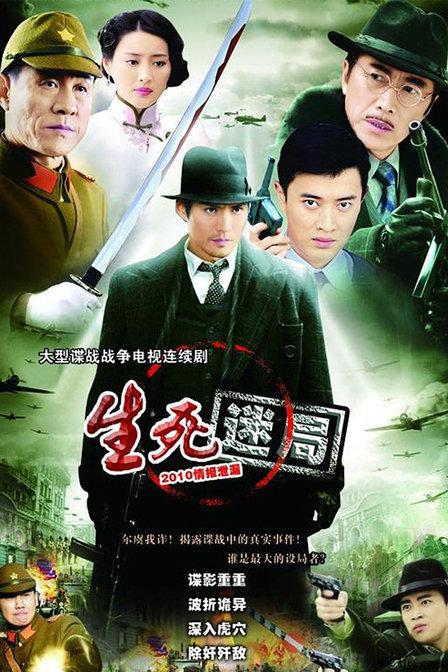 大型谍战战争电视连续剧
生死迷局
2010情报泄漏
尔虞我诈!揭露谍战中的真实事件!
谁是最大的设局者?
谍影重重
波折诡异
深入虎穴
除奸歼敌